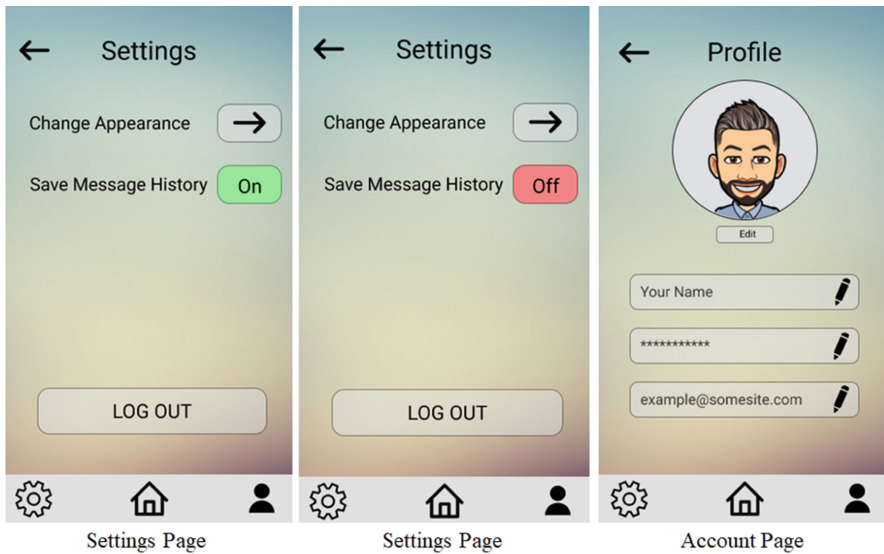 Settings
Change Appearance
Save Message History On
LOG OUT
Settings Page
Settings
Change Appearance
Save Message History Off
LOG OUT
Settings Page
Profile
Edit
Your Name
***********
example@somesite.com
Account Page